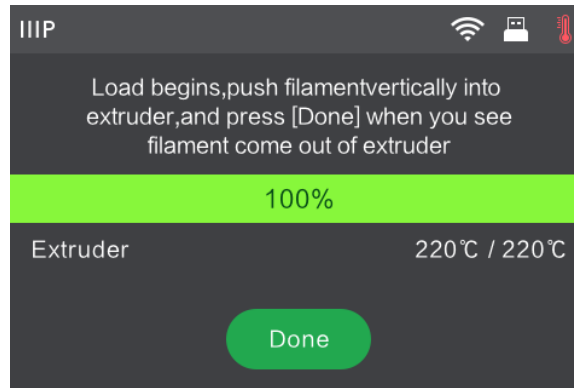 IIIP
Load begins,push filamentvertically into
extruder,and press [Done] when you see
filament come out of extruder
100%
Extruder 220℃ / 220℃
Done